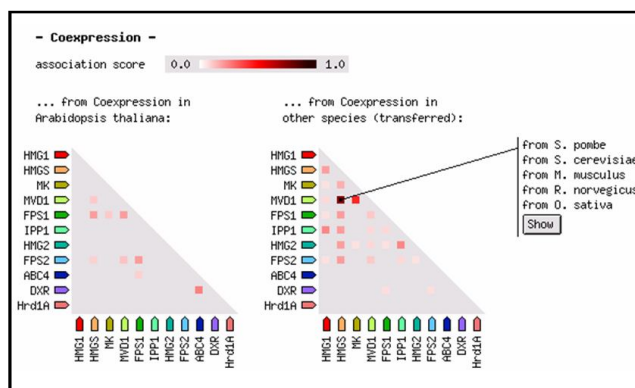 - Coexpression -
association score 0.0 1.0
... from Coexpression in
Arabidopsis thaliana:
HMG1
HMGS
MK
MVD1
FPS1
IPP1
HMG2
FPS2
ABC4
DXR
Hrd1A
HMG1 HMGS MK MVD1 FPS1 IPP1 HMG2 FPS2 ABC4 DXR Hrd1A
... from Coexpression in
other species (transferred):
HMG1
HMGS
MK
MVD1
FPS1
IPP1
HMG2
FPS2
ABC4
DXR
Hrd1A
HMG1 HMGS MK MVD1 FPS1 IPP1 HMG2 FPS2 ABC4 DXR Hrd1A
from S. pombe
from S. cerevisiae
from M. musculus
from R. norvegicus
from O. sativa
Show